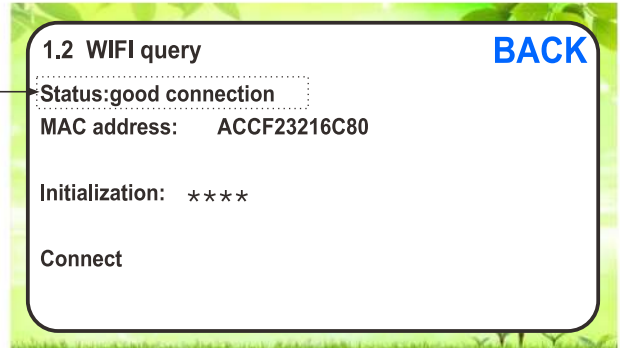 1.2 WIFI query BACK
Status:good connection
MAC address: ACCF23216C80
Initialization: ****
Connect